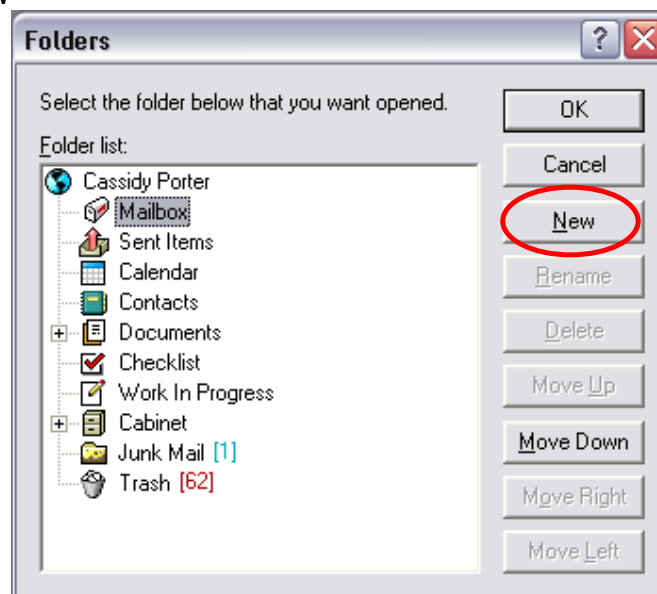 Folders
Select the folder below that you want opened.
Folder list:
Cassidy Porter
Mailbox
Sent Items
Calendar
Contacts
Documents
Checklist
Work In Progress
Cabinet
Junk Mail [1]
Trash [62]
OK
Cancel
New
Rename
Delete
Move Up
Move Down
Move Right
Move Left